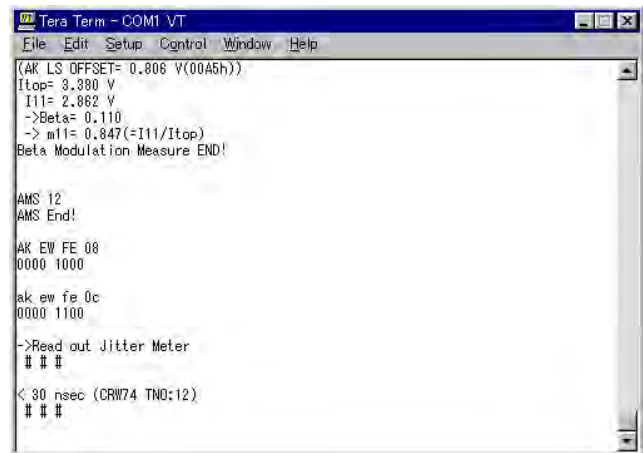 Tera Term - COM1 VT
File Edit Setup Control Window Help
(AK LS OFFSET= 0.806 V(00A5h))
Itop= 3.380 V
I11= 2.862 V
->Beta= 0.110
-> m11= 0.847(=I11/Itop)
Beta Modulation Measure END!
AMS 12
AMS End!
AK EW FE 08
0000 1000
ak ew fe 0c
0000 1100
->Read out Jitter Meter
# # #
< 30 nsec (CRW74 TNO:12)
# # #